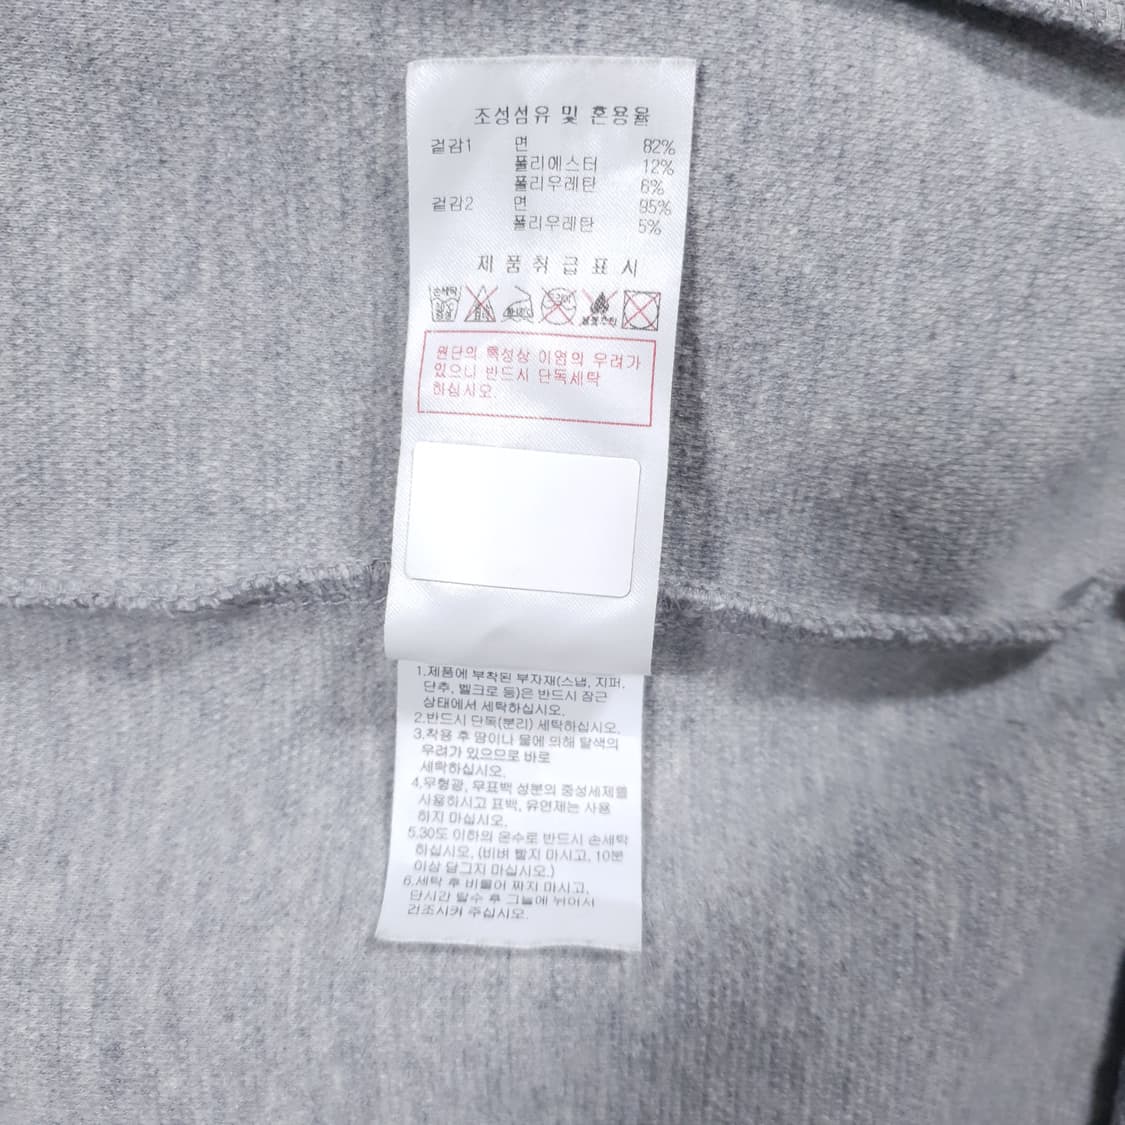 조성섬유 및 혼용율
겉감1 면 82%
폴리에스터 12%
폴리우레탄 6%
겉감2 면 95%
폴리우레탄 5%
제 품 취 급 표 시
손세탁
원단의 특성상 이염의 우려가
있으니 반드시 단독세탁
하십시오.
1.제품에 부착된 부자재(스냅, 지퍼,
단추, 벨크로 등)은 반드시 잠근
상태에서 세탁하십시오.
2.반드시 단독(분리) 세탁하십시오.
3.착용 후 땀이나 물에 의해 탈색의
우려가 있으므로 바로
세탁하십시오.
4.무형광, 무표백 성분의 중성세제를
사용하시고 표백, 유연제는 사용
하지 마십시오.
5.30도 이하의 온수로 반드시 손세탁
하십시오, (비벼 빨지 마시고, 10분
이상 담그지 마십시오.)
6.세탁 후 비틀어 짜지 마시고,
단시간 탈수 후 그늘에 뉘어서
건조시켜 주십시오.